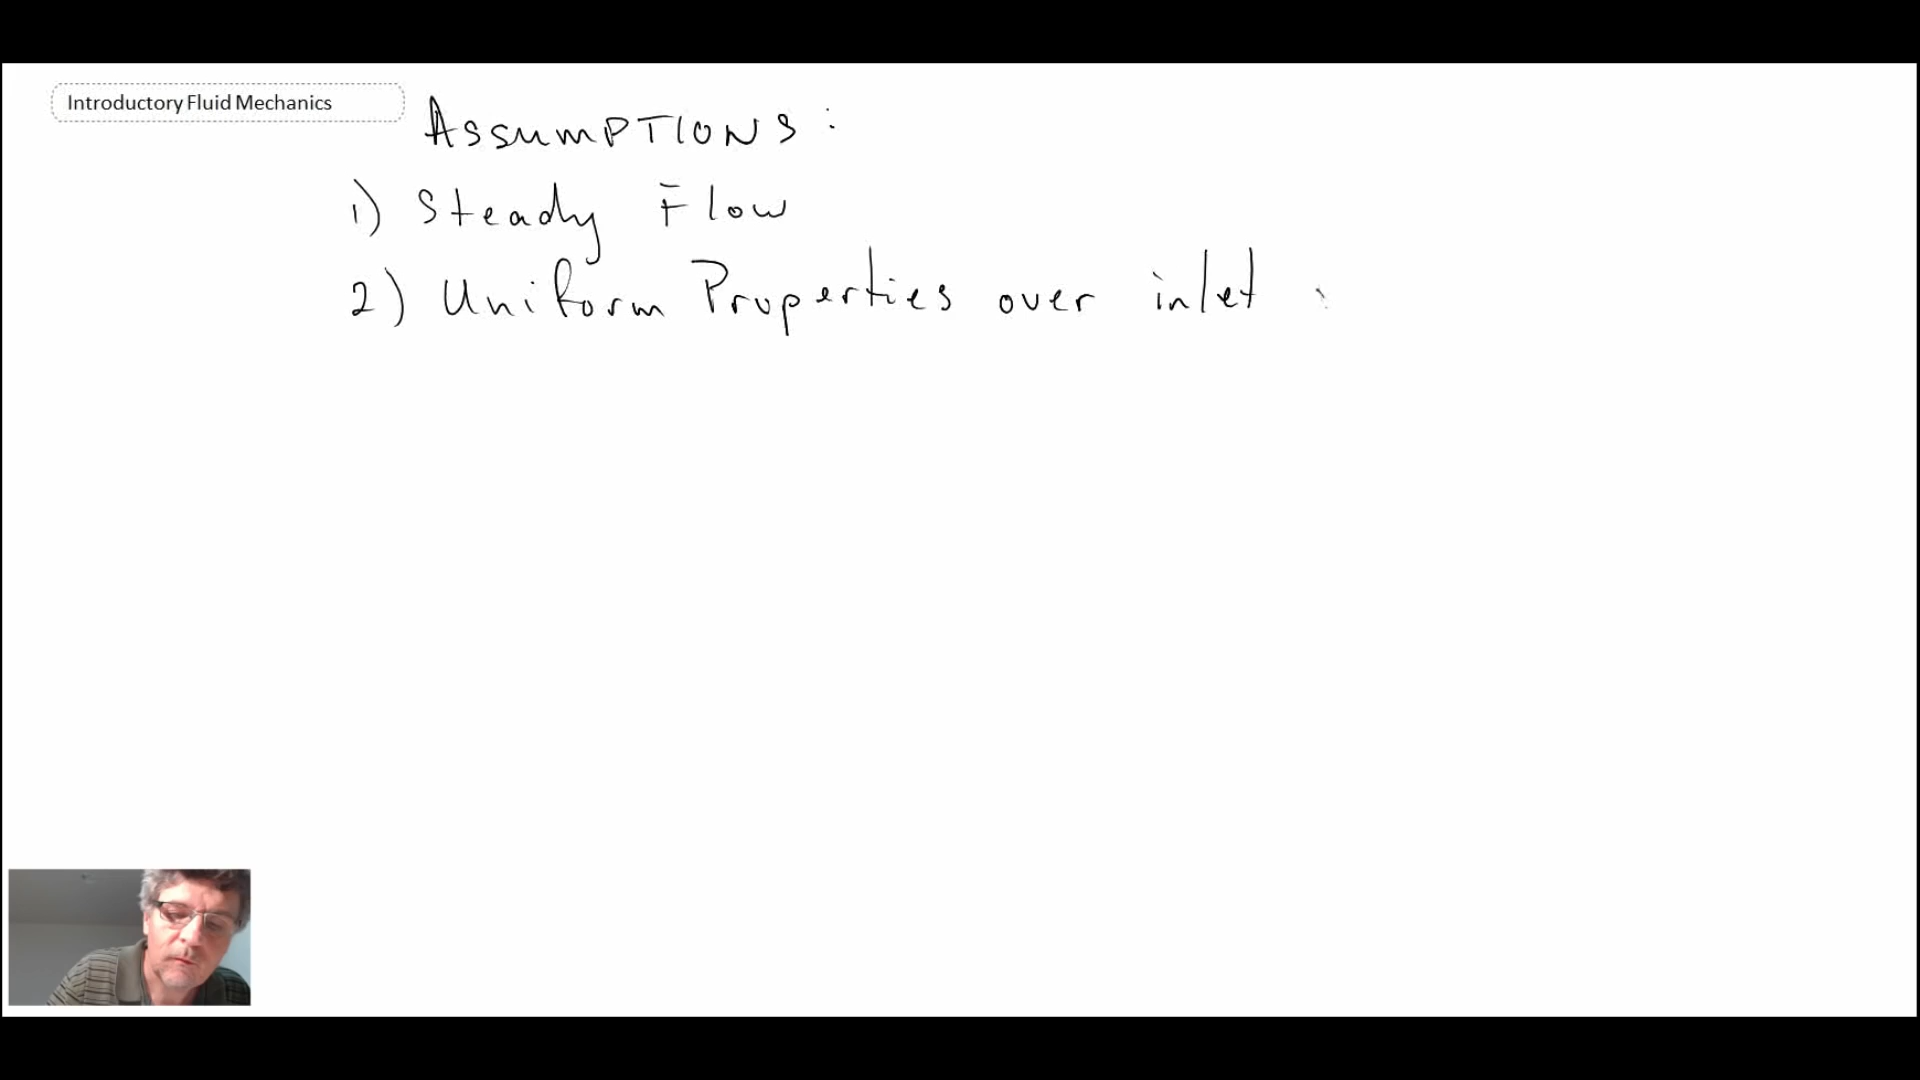 Introductory Fluid Mechanics
ASSUMPTIONS:
1) Steady Flow
2) Uniform Properties over inlet